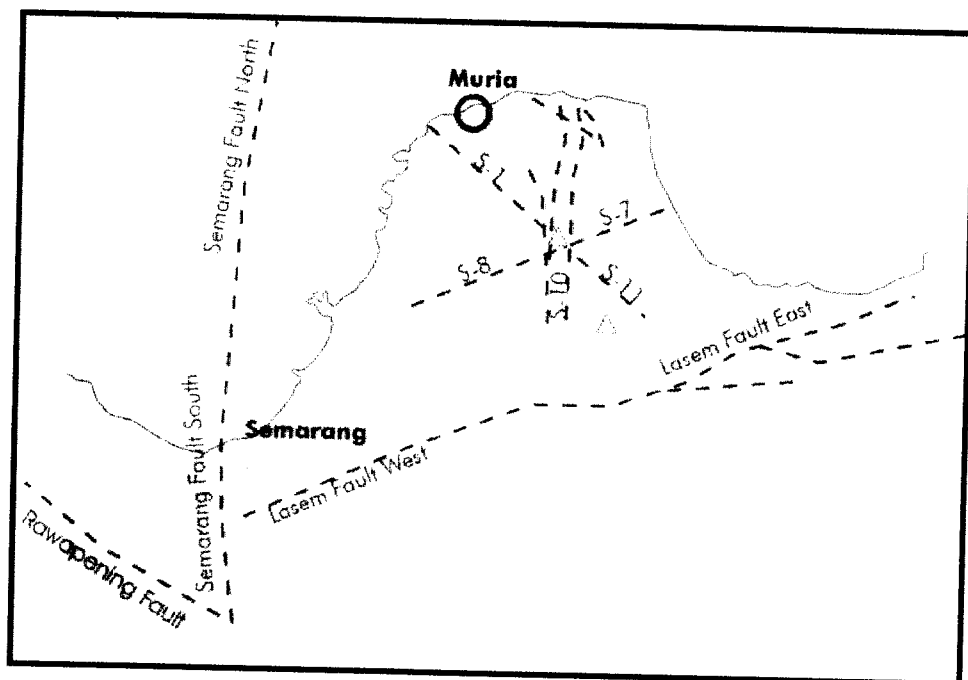 Semarang Fault North
Muria
S-7
S-8
Lasem Fault East
Semarang Fault South
Semarang
Lasem Fault West
Rawapening Fault